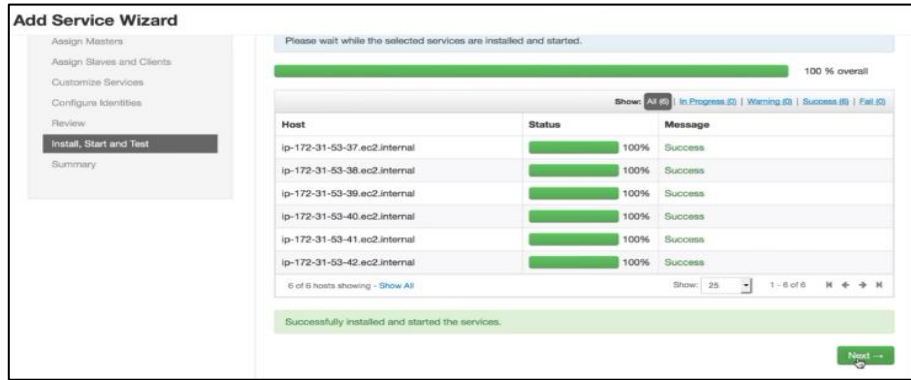 Add Service Wizard
Assign Masters
Assign Slaves and Clients
Customize Services
Configure Identities
Review
Install, Start and Test
Summary
Please wait while the selected services are installed and started.
100 % overall
Show: All (6) | In Progress (0) | Warning (0) | Success (6) | Fail (0)
Host Status Message
ip-172-31-53-37.ec2.internal 100% Success
ip-172-31-53-38.ec2.internal 100% Success
ip-172-31-53-39.ec2.internal 100% Success
ip-172-31-53-40.ec2.internal 100% Success
ip-172-31-53-41.ec2.internal 100% Success
ip-172-31-53-42.ec2.internal 100% Success
6 of 6 hosts showing - Show All Show: 25 1 - 6 of 6
Successfully installed and started the services.
Next →